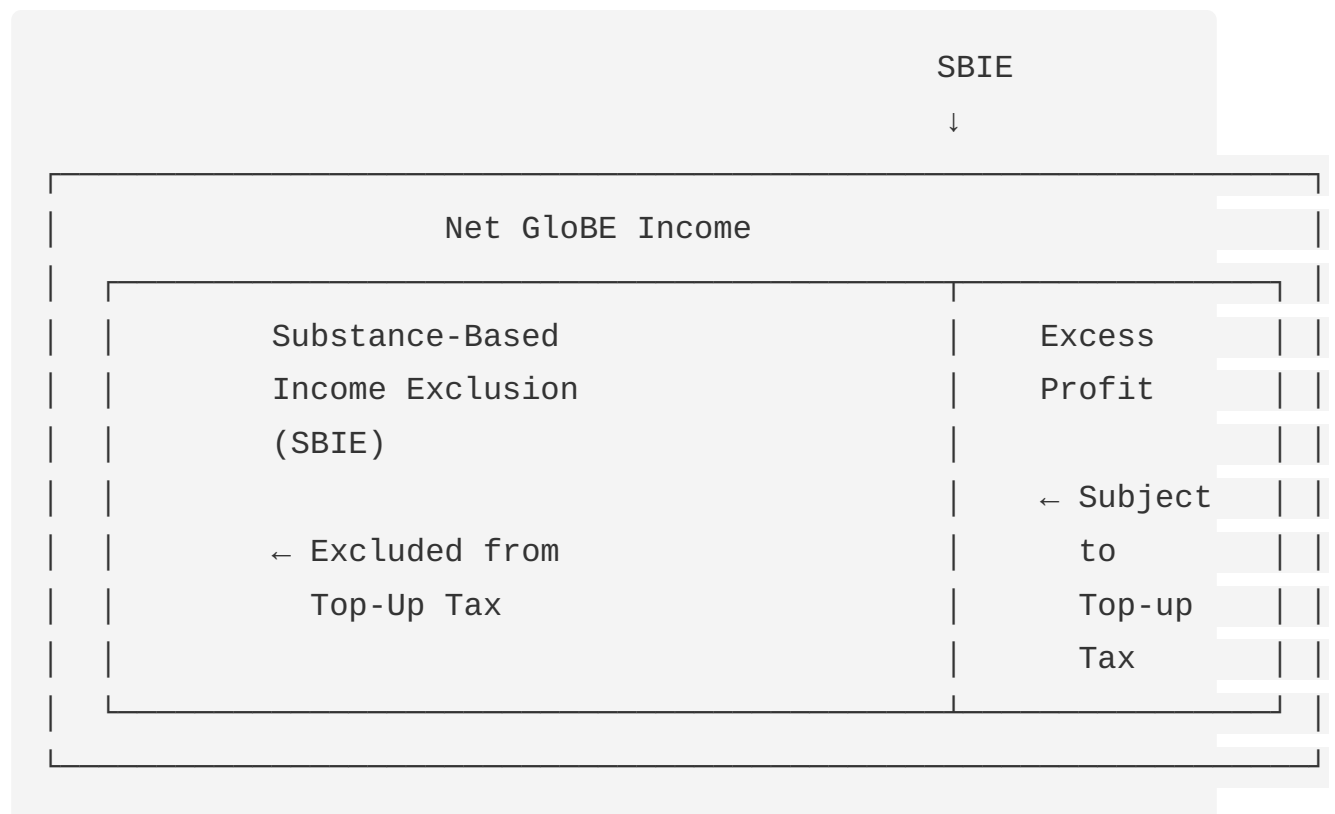 SBIE
↓
Net GloBE Income
Substance-Based Excess
Income Exclusion Profit
(SBIE)
← Subject
← Excluded from to
Top-Up Tax Top-up
Tax